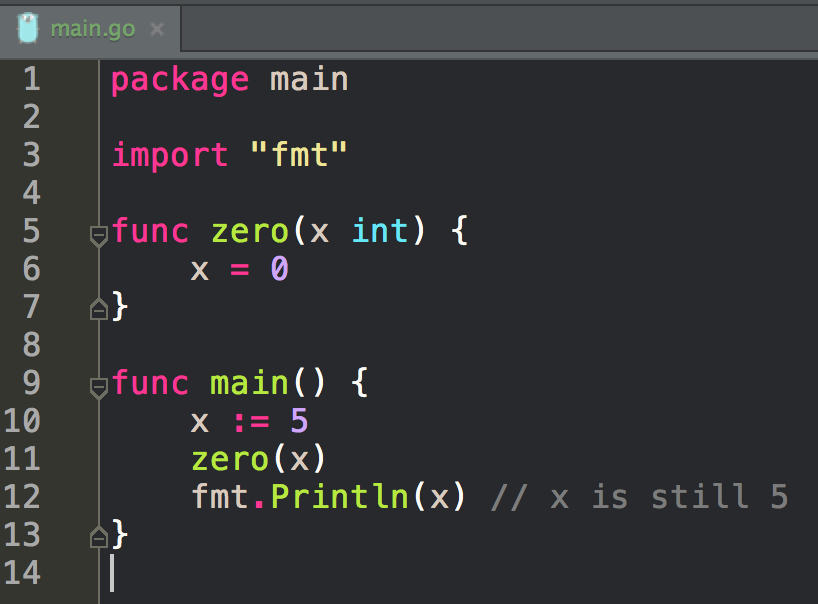 main.go ×
1 package main
2
3 import "fmt"
4
5 func zero(x int) {
6     x = 0
7 }
8
9 func main() {
10     x := 5
11     zero(x)
12     fmt.Println(x) // x is still 5
13 }
14